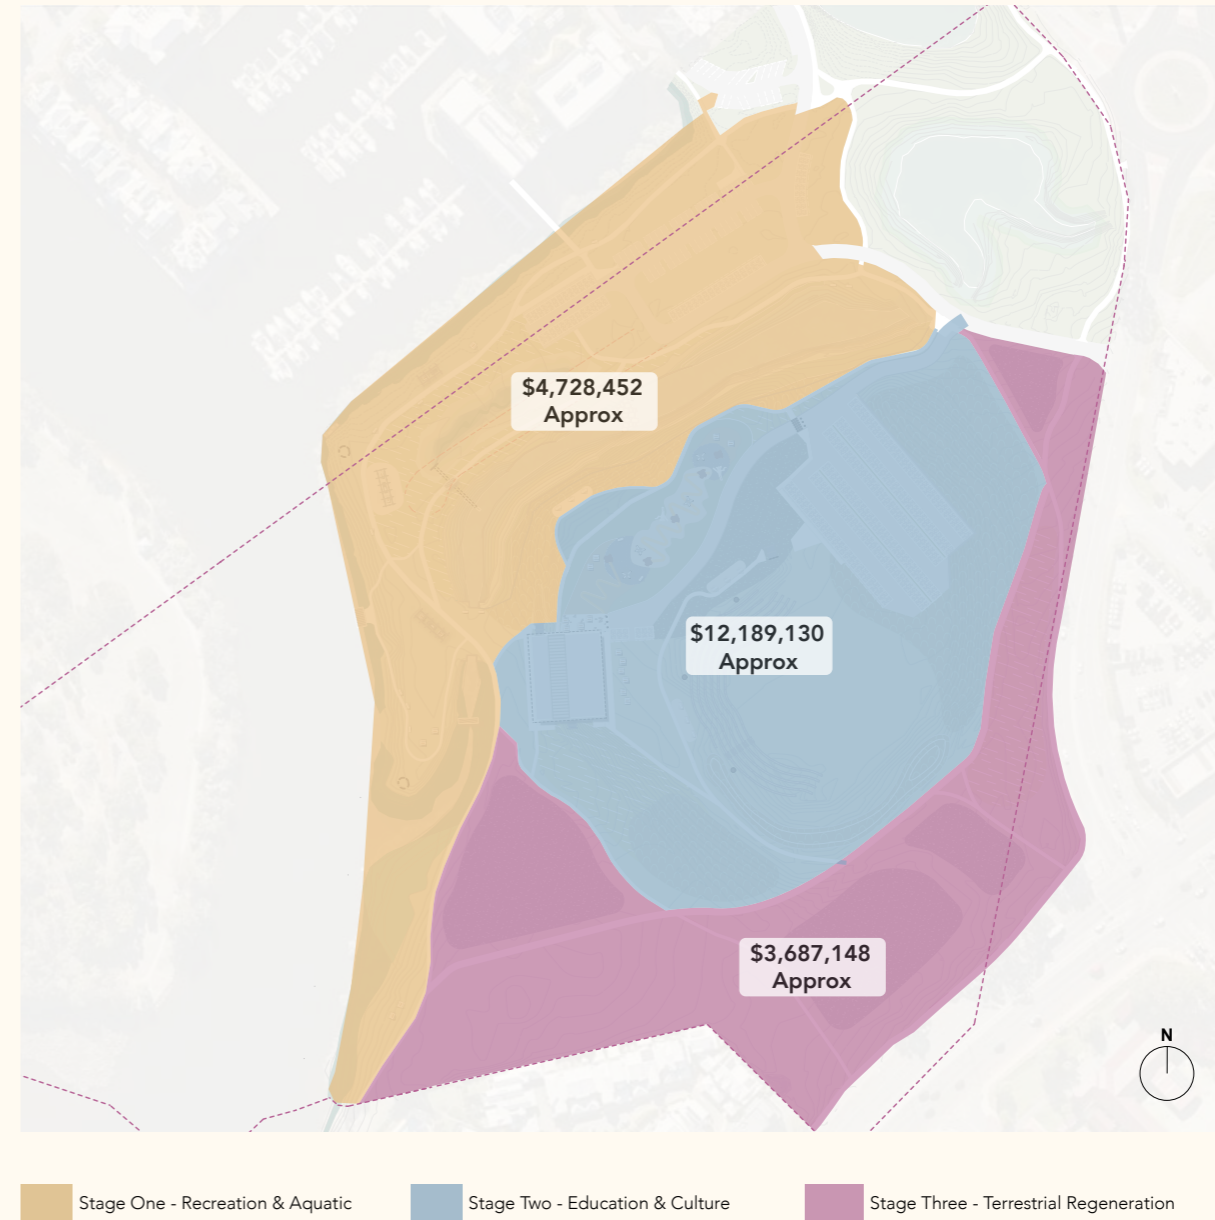 $4,728,452
Approx
$12,189,130
Approx
$3,687,148
Approx
N
Stage One - Recreation & Aquatic
Stage Two - Education & Culture
Stage Three - Terrestrial Regeneration